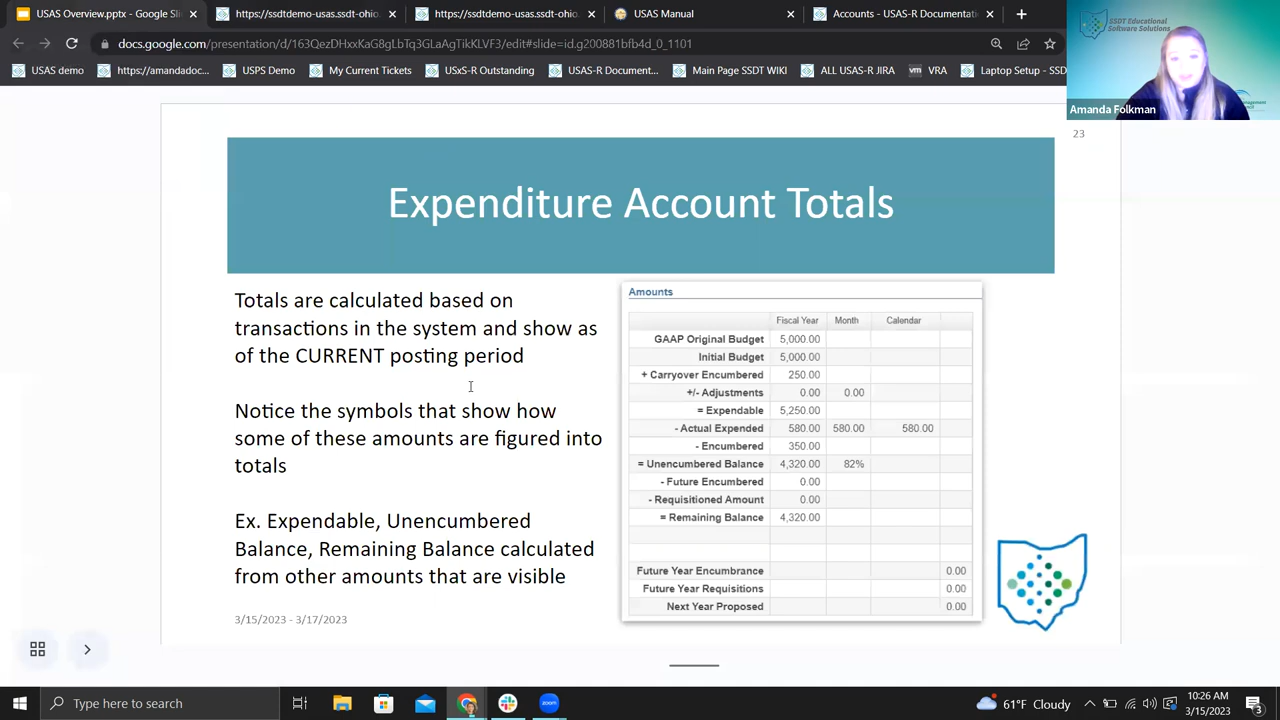 USAS Overview.pptx - Google Sli
https://ssdtdemo-usas.ssdt-ohio.
https://ssdtdemo-usas.ssdt-ohio.
USAS Manual
Accounts - USAS-R Documentati
docs.google.com/presentation/d/163QezDHxxKaG8gLbTq3GLaAgTikKLVF3/edit#slide=id.g200881bfb4d_0_1101
USAS demo
https://amandadoc...
USPS Demo
My Current Tickets
USxS-R Outstanding
USAS-R Document...
Main Page SSDT WIKI
ALL USAS-R JIRA
VRA
Laptop Setup - SSD
SSDT Educational
Software Solutions
Amanda Folkman
23
Expenditure Account Totals
Totals are calculated based on
transactions in the system and show as
of the CURRENT posting period
Notice the symbols that show how
some of these amounts are figured into
totals
Ex. Expendable, Unencumbered
Balance, Remaining Balance calculated
from other amounts that are visible
3/15/2023 - 3/17/2023
Amounts
Fiscal Year Month Calendar
GAAP Original Budget 5,000.00
Initial Budget 5,000.00
+ Carryover Encumbered 250.00
+/- Adjustments 0.00 0.00
= Expendable 5,250.00
- Actual Expended 580.00 580.00 580.00
- Encumbered 350.00
= Unencumbered Balance 4,320.00 82%
- Future Encumbered 0.00
- Requisitioned Amount 0.00
= Remaining Balance 4,320.00
Future Year Encumbrance 0.00
Future Year Requisitions 0.00
Next Year Proposed 0.00
Type here to search
zoom
61°F Cloudy
10:26 AM
3/15/2023
3